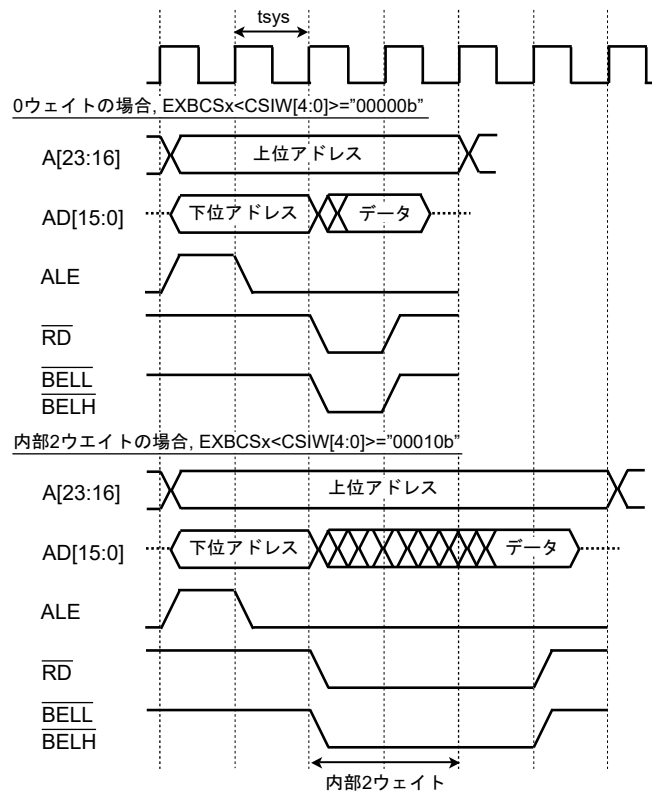 tsys
0ウェイトの場合, EXBCSx<CSIW[4:0]>="00000b"
A[23:16]
上位アドレス
AD[15:0]
下位アドレス
データ
ALE
RD
BELL
BELH
内部2ウエイトの場合, EXBCSx<CSIW[4:0]>="00010b"
A[23:16]
上位アドレス
AD[15:0]
下位アドレス
データ
ALE
RD
BELL
BELH
内部2ウェイト